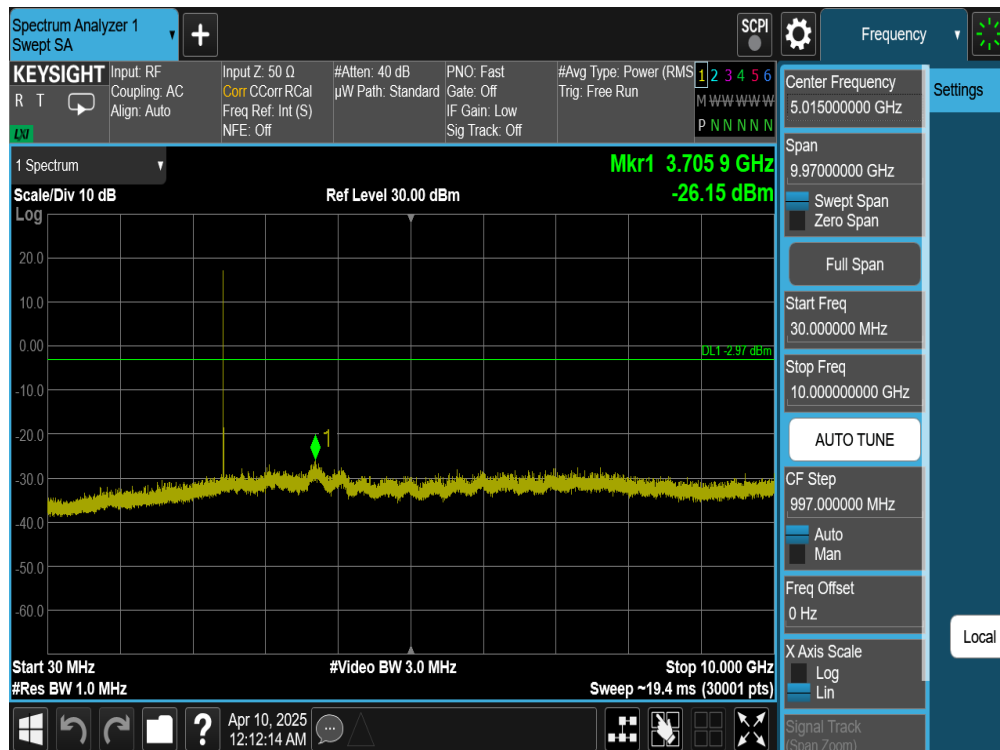 Spectrum Analyzer 1
Swept SA
+
SCPI
Frequency
KEYSIGHT
R T
LXI
Input: RF
Coupling: AC
Align: Auto
Input Z: 50 Ω
Corr CCorr RCal
Freq Ref: Int (S)
NFE: Off
#Atten: 40 dB
µW Path: Standard
PNO: Fast
Gate: Off
IF Gain: Low
Sig Track: Off
#Avg Type: Power (RMS
Trig: Free Run
1 2 3 4 5 6
M W W W W W
P N N N N N
1 Spectrum
Scale/Div 10 dB
Log
Ref Level 30.00 dBm
Mkr1 3.705 9 GHz
-26.15 dBm
20.0
10.0
0.00
DL1 -2.97 dBm
-10.0
-20.0
1
-30.0
-40.0
-50.0
-60.0
Start 30 MHz
#Res BW 1.0 MHz
#Video BW 3.0 MHz
Stop 10.000 GHz
Sweep ~19.4 ms (30001 pts)
?
Apr 10, 2025
12:12:14 AM
Center Frequency
5.015000000 GHz
Span
9.97000000 GHz
Swept Span
Zero Span
Full Span
Start Freq
30.000000 MHz
Stop Freq
10.000000000 GHz
AUTO TUNE
CF Step
997.000000 MHz
Auto
Man
Freq Offset
0 Hz
X Axis Scale
Log
Lin
Signal Track
(Span Zoom)
Settings
Local